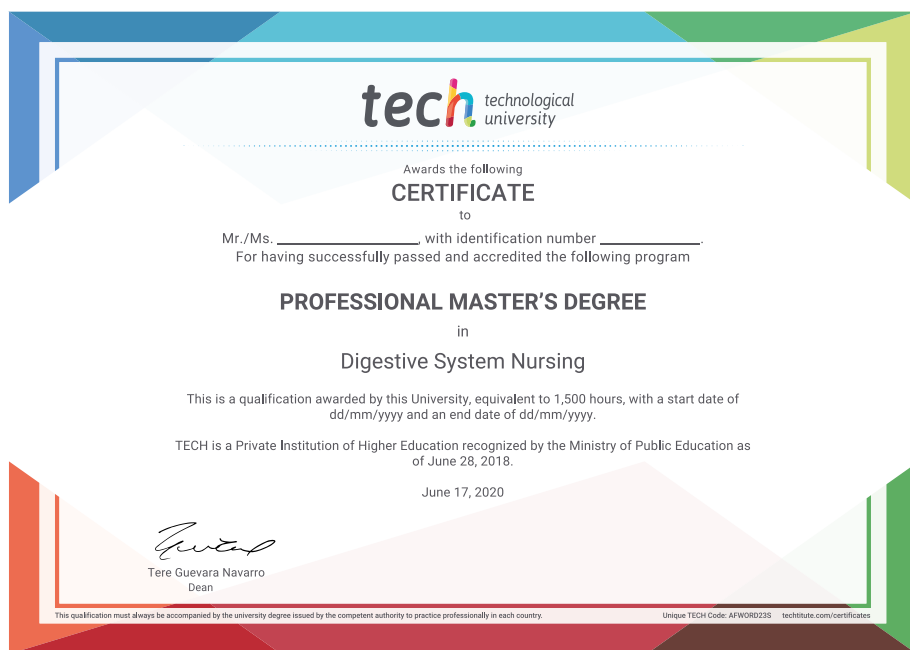 tech technological
university
Awards the following
CERTIFICATE
to
Mr./Ms. ____________________, with identification number ______________.
For having successfully passed and accredited the following program
PROFESSIONAL MASTER'S DEGREE
in
Digestive System Nursing
This is a qualification awarded by this University, equivalent to 1,500 hours, with a start date of
dd/mm/yyyy and an end date of dd/mm/yyyy.
TECH is a Private Institution of Higher Education recognized by the Ministry of Public Education as
of June 28, 2018.
June 17, 2020
Tere Guevara Navarro
Dean
This qualification must always be accompanied by the university degree issued by the competent authority to practice professionally in each country.
Unique TECH Code: AFWORD23S techtitute.com/certificates